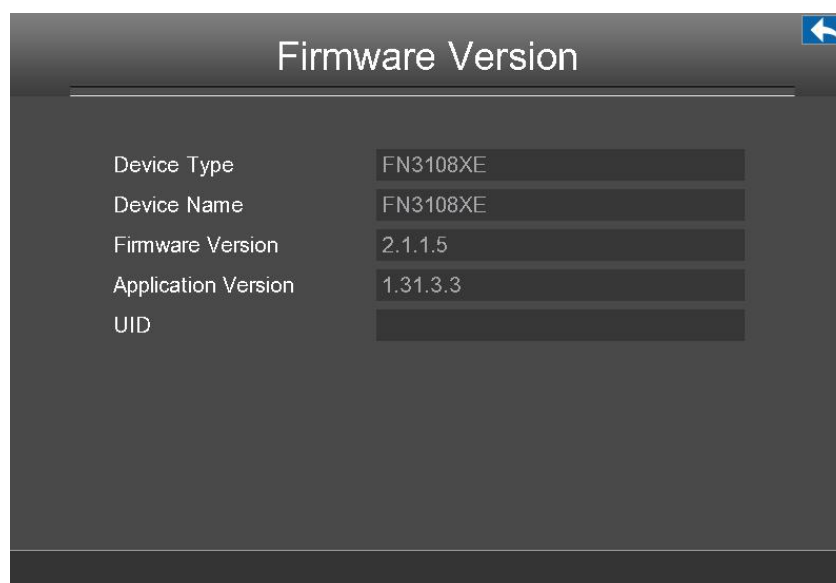 Firmware Version
Device Type FN3108XE
Device Name FN3108XE
Firmware Version 2.1.1.5
Application Version 1.31.3.3
UID